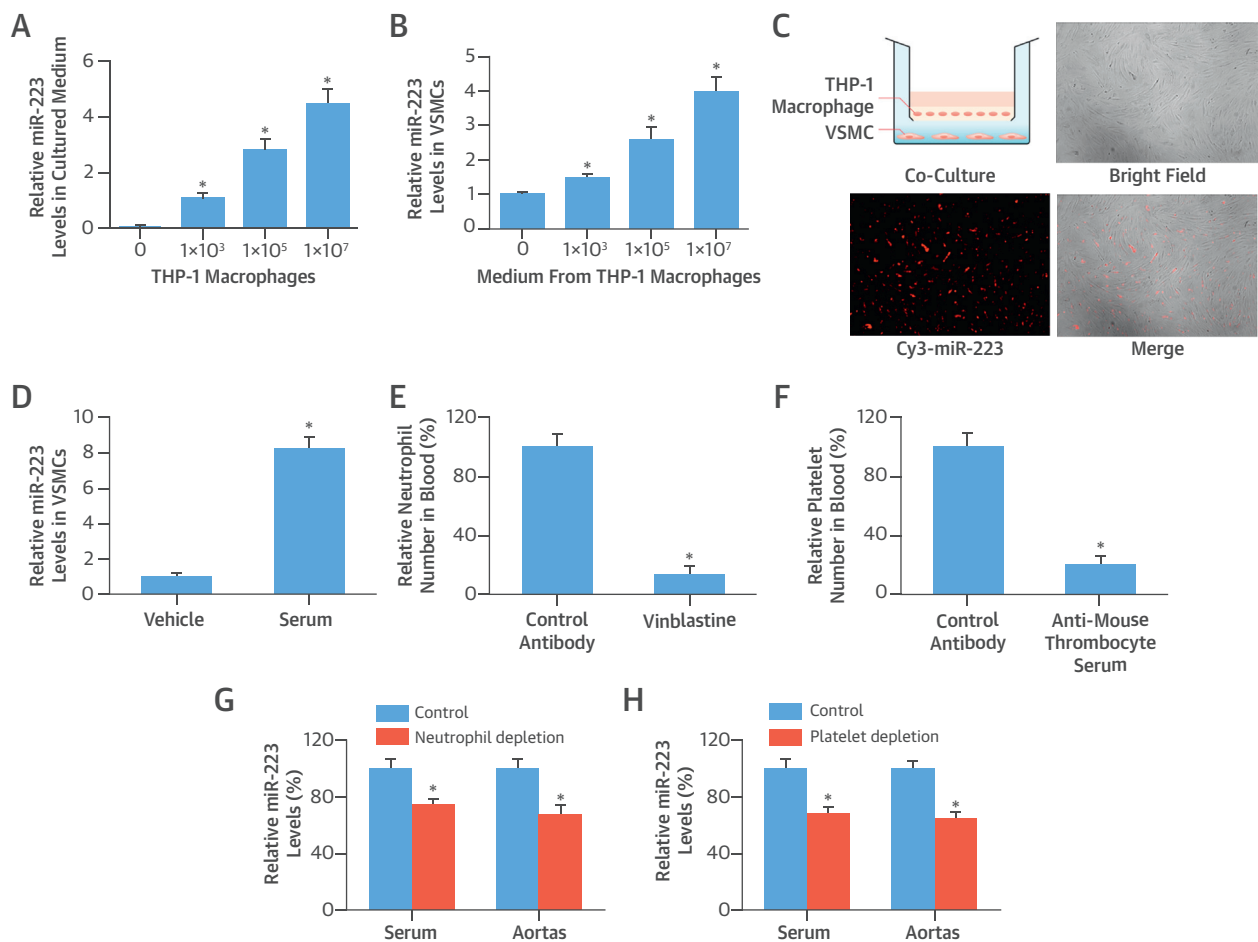 A
Relative miR-223
Levels in Cultured Medium
6
4
2
0
*
*
*
0
1×10³
1×10⁵
1×10⁷
THP-1 Macrophages
B
Relative miR-223
Levels in VSMCs
5
4
3
2
1
0
*
*
*
0
1×10³
1×10⁵
1×10⁷
Medium From THP-1 Macrophages
C
THP-1
Macrophage
VSMC
Co-Culture
Bright Field
Cy3-miR-223
Merge
D
Relative miR-223
Levels in VSMCs
10
8
6
4
2
0
*
Vehicle
Serum
E
Relative Neutrophil
Number in Blood (%)
120
80
40
0
*
Control
Antibody
Vinblastine
F
Relative Platelet
Number in Blood (%)
120
80
40
0
*
Control
Antibody
Anti-Mouse
Thrombocyte
Serum
G
Control
Neutrophil depletion
Relative miR-223
Levels (%)
120
80
40
0
*
*
Serum
Aortas
H
Control
Platelet depletion
Relative miR-223
Levels (%)
120
80
40
0
*
*
Serum
Aortas